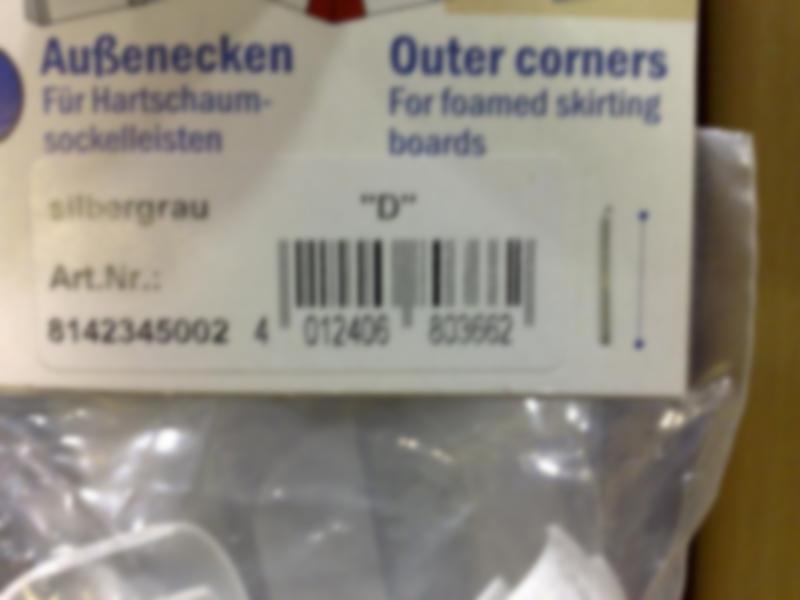 Außenecken
Für Hartschaum-
sockelleisten
Outer corners
For foamed skirting
boards
silbergrau "D"
Art.Nr.:
8142345002
4 012406 803662